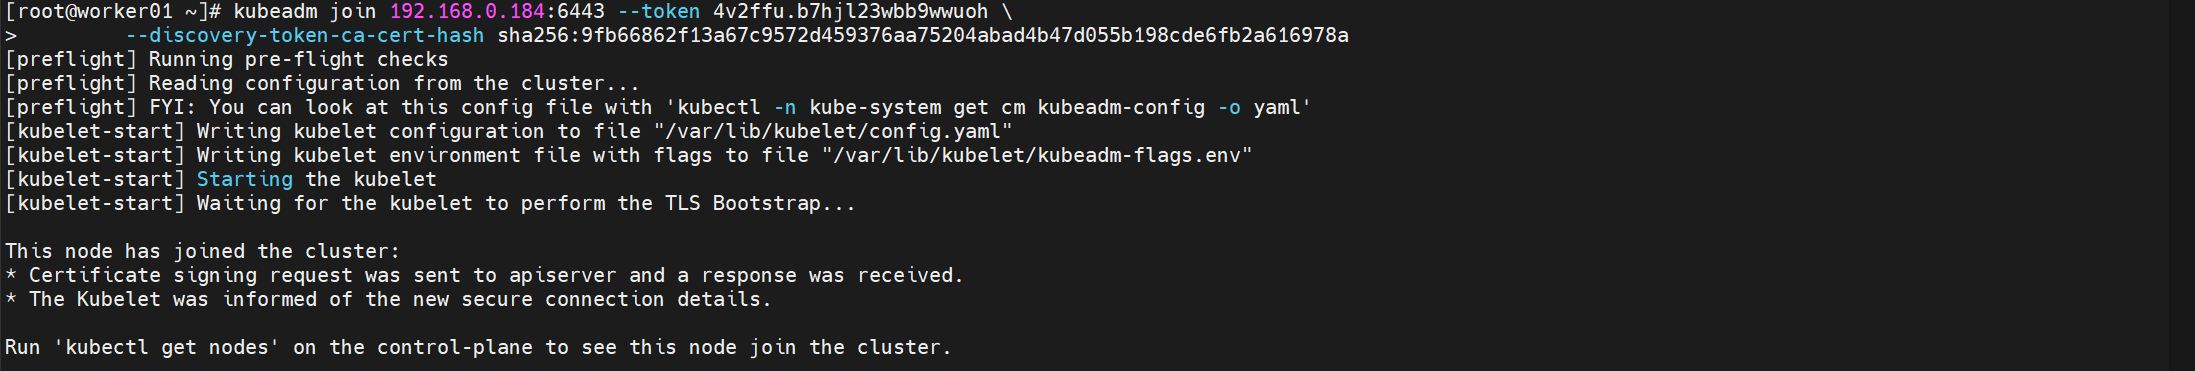 [root@worker01 ~]# kubeadm join 192.168.0.184:6443 --token 4v2ffu.b7hjl23wbb9wwuoh \
>         --discovery-token-ca-cert-hash sha256:9fb66862f13a67c9572d459376aa75204abad4b47d055b198cde6fb2a616978a
[preflight] Running pre-flight checks
[preflight] Reading configuration from the cluster...
[preflight] FYI: You can look at this config file with 'kubectl -n kube-system get cm kubeadm-config -o yaml'
[kubelet-start] Writing kubelet configuration to file "/var/lib/kubelet/config.yaml"
[kubelet-start] Writing kubelet environment file with flags to file "/var/lib/kubelet/kubeadm-flags.env"
[kubelet-start] Starting the kubelet
[kubelet-start] Waiting for the kubelet to perform the TLS Bootstrap...

This node has joined the cluster:
* Certificate signing request was sent to apiserver and a response was received.
* The Kubelet was informed of the new secure connection details.

Run 'kubectl get nodes' on the control-plane to see this node join the cluster.